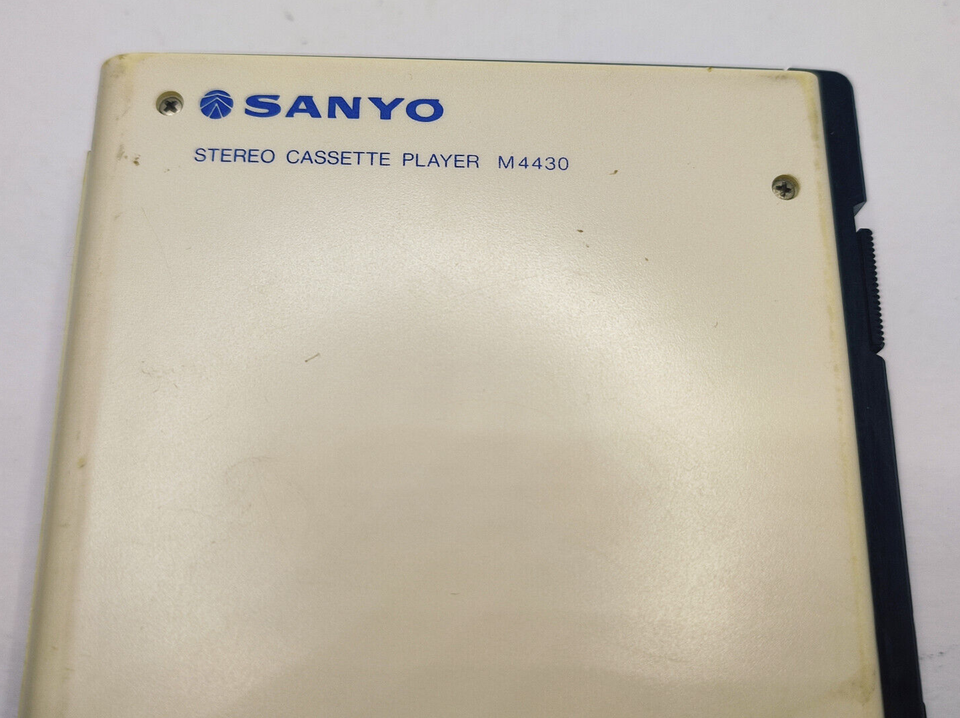 SANYO
STEREO CASSETTE PLAYER M4430